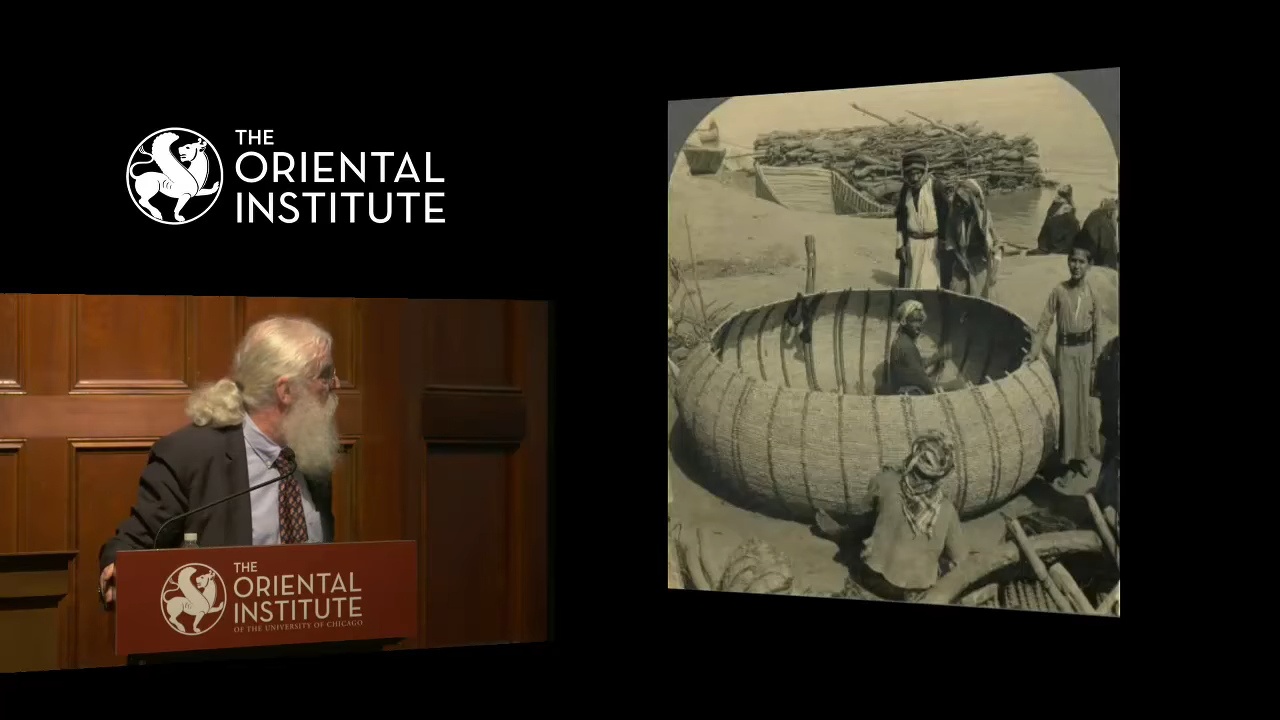 THE
ORIENTAL
INSTITUTE
THE
ORIENTAL
INSTITUTE
OF THE UNIVERSITY OF CHICAGO